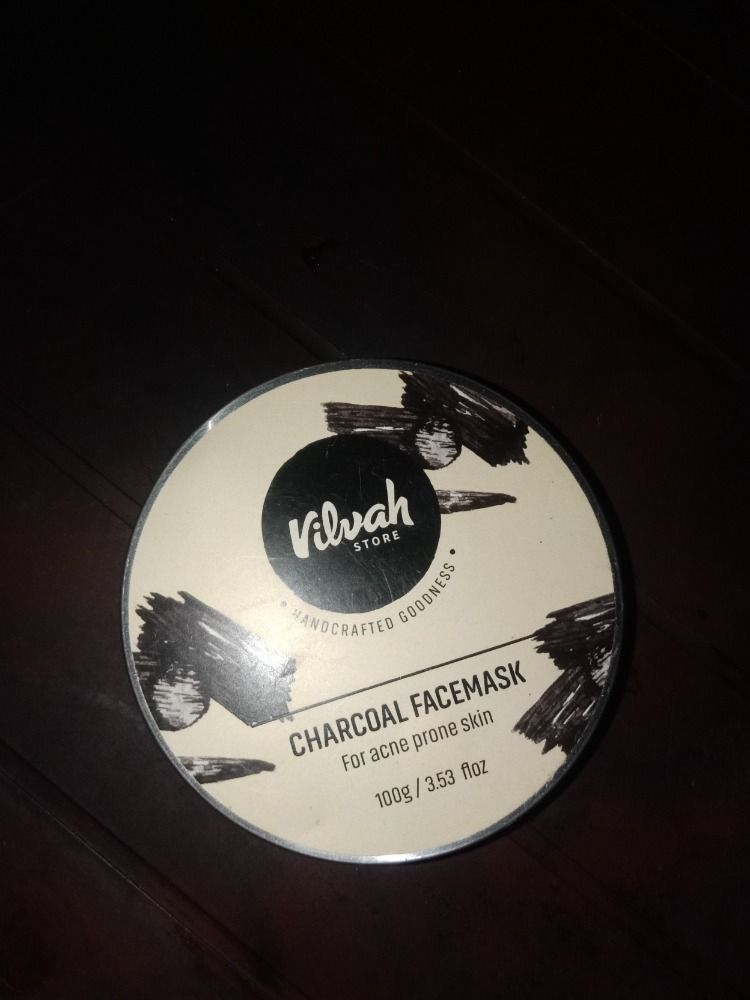 Vilvah
STORE
• HANDCRAFTED GOODNESS •
CHARCOAL FACEMASK
For acne prone skin
100g / 3.53 floz